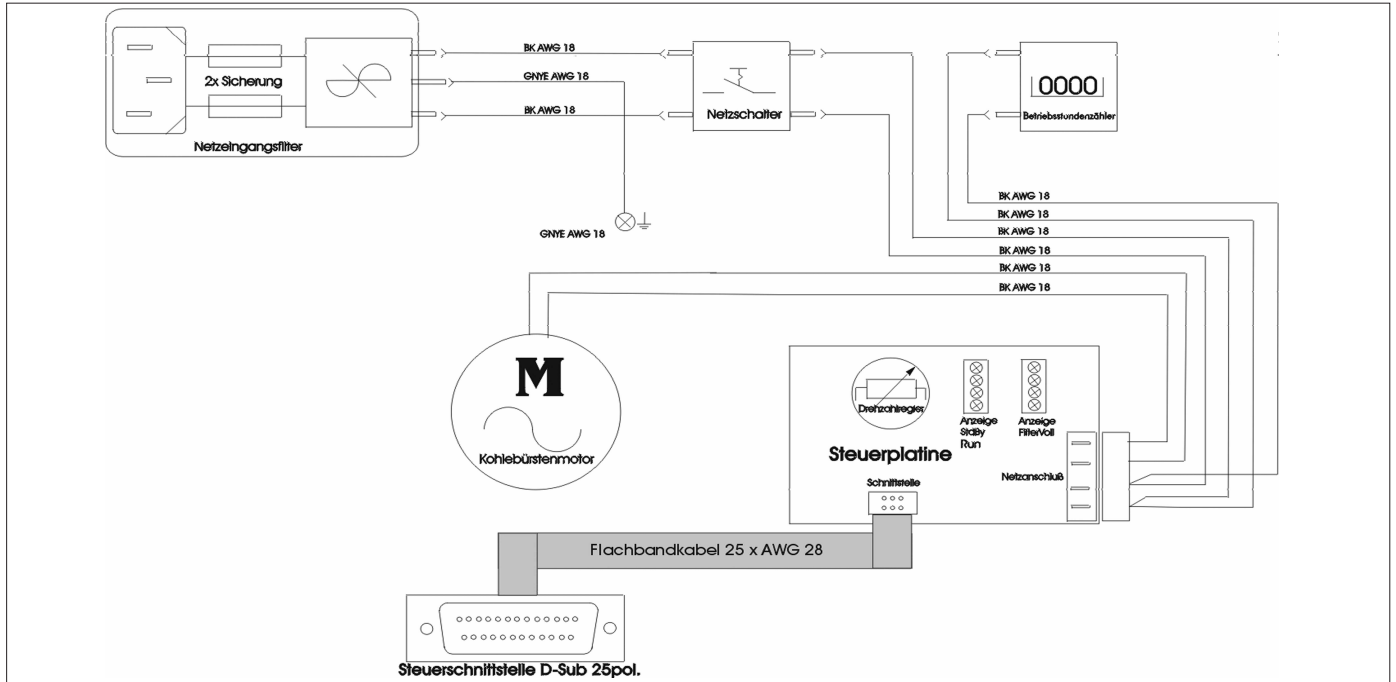 BK AWG 18
GNYE AWG 18
BK AWG 18
2x Sicherung
Netzeingangsfilter
Netzschalter
0000
Betriebsstundenzähler
GNYE AWG 18
BK AWG 18
BK AWG 18
BK AWG 18
BK AWG 18
BK AWG 18
BK AWG 18
M
Kohlebürstenmotor
Drehzahlregler
Anzeige
StdBy
Run
Anzeige
FilterVoll
Steuerplatine
Netzanschluß
Schnittstelle
Flachbandkabel 25 x AWG 28
Steuerschnittstelle D-Sub 25pol.